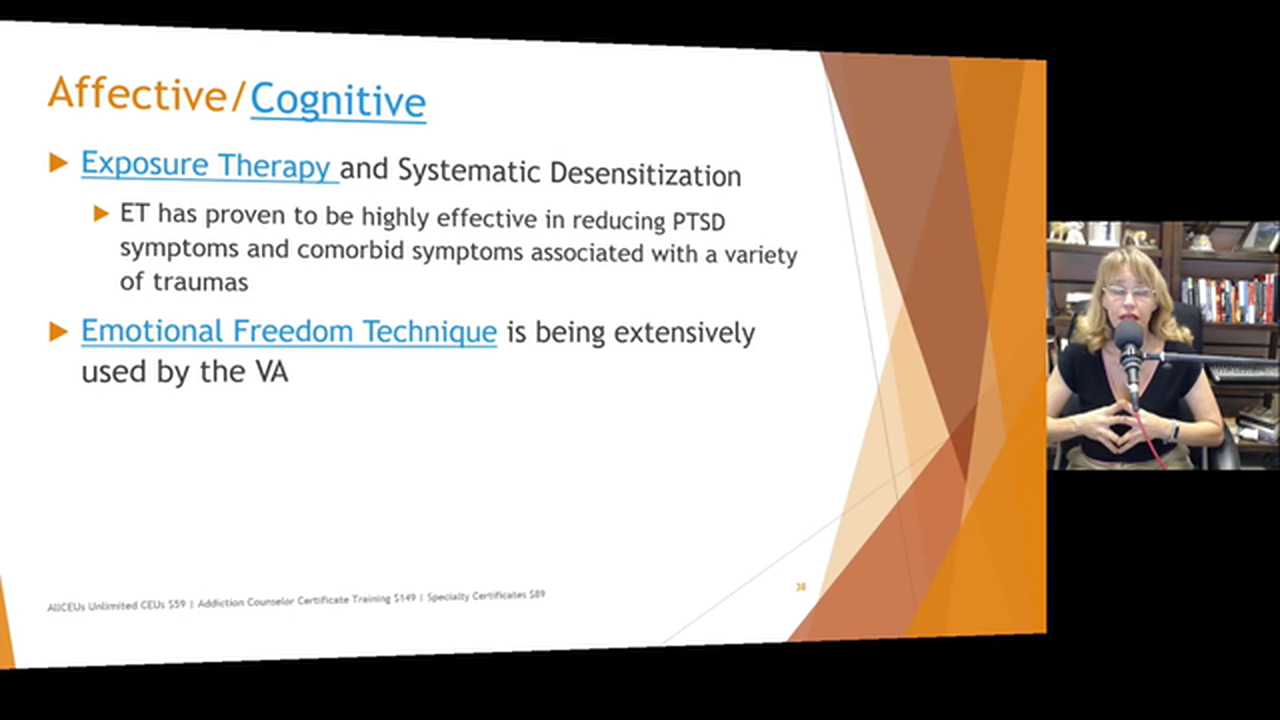 Affective/Cognitive
Exposure Therapy and Systematic Desensitization
ET has proven to be highly effective in reducing PTSD
symptoms and comorbid symptoms associated with a variety
of traumas
Emotional Freedom Technique is being extensively
used by the VA
AllCEUs Unlimited CEUs $59 | Addiction Counselor Certificate Training $149 | Specialty Certificates $89
38